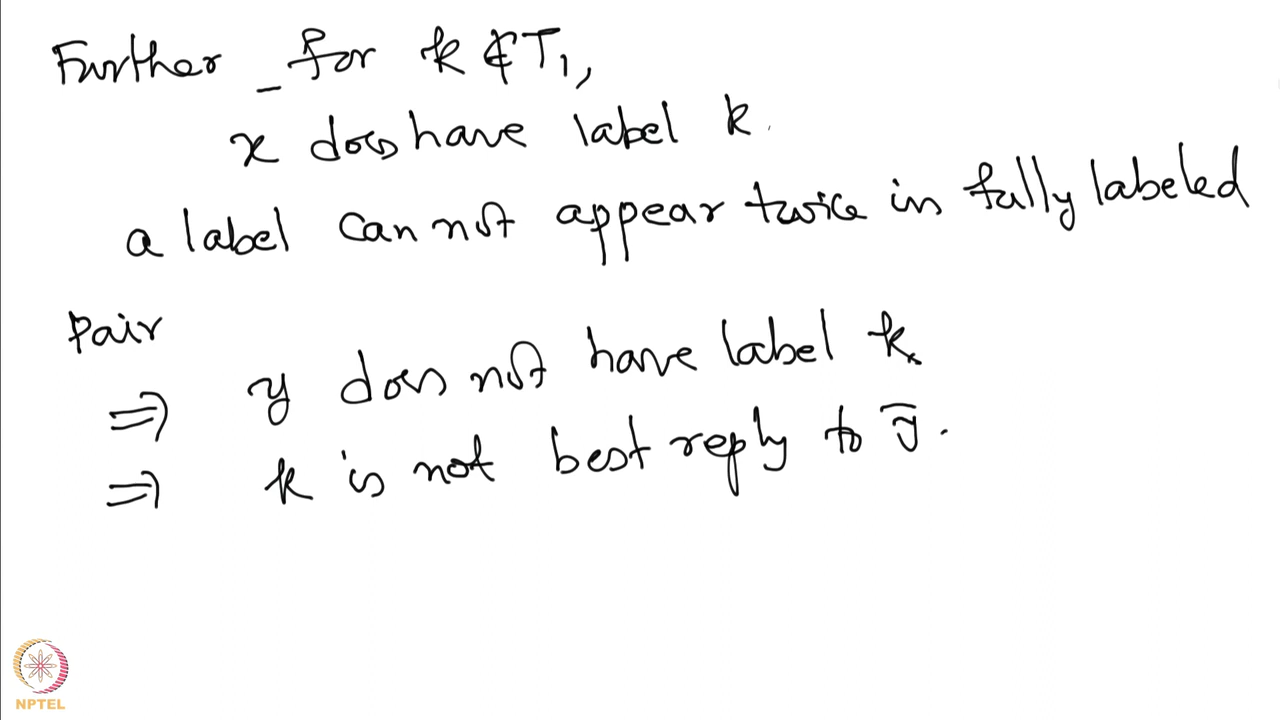 Further for k ∉ T₁,
x does have label k.
a label can not appear twice in fully labeled
pair
⇒ y does not have label k.
⇒ k is not best reply to ȳ.
NPTEL